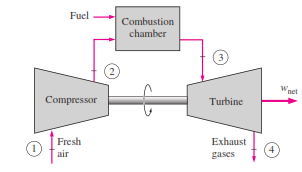 Fuel
Combustion
chamber
2
3
Compressor
Turbine
wnet
1
Fresh
air
Exhaust
gases
4